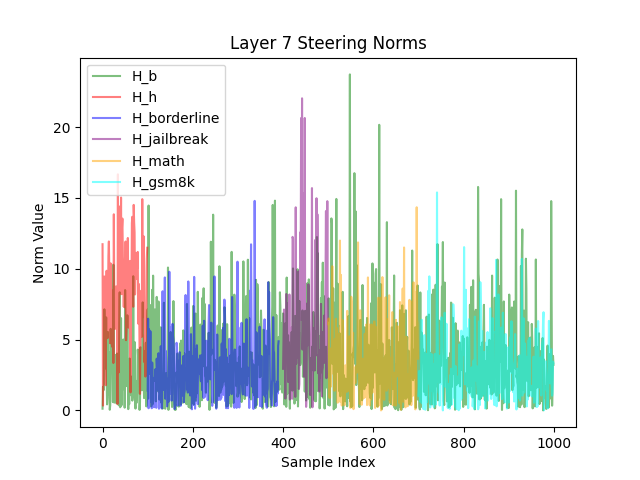 Layer 7 Steering Norms
H_b
H_h
H_borderline
H_jailbreak
H_math
H_gsm8k
Norm Value
20
15
10
5
0
0
200
400
600
800
1000
Sample Index